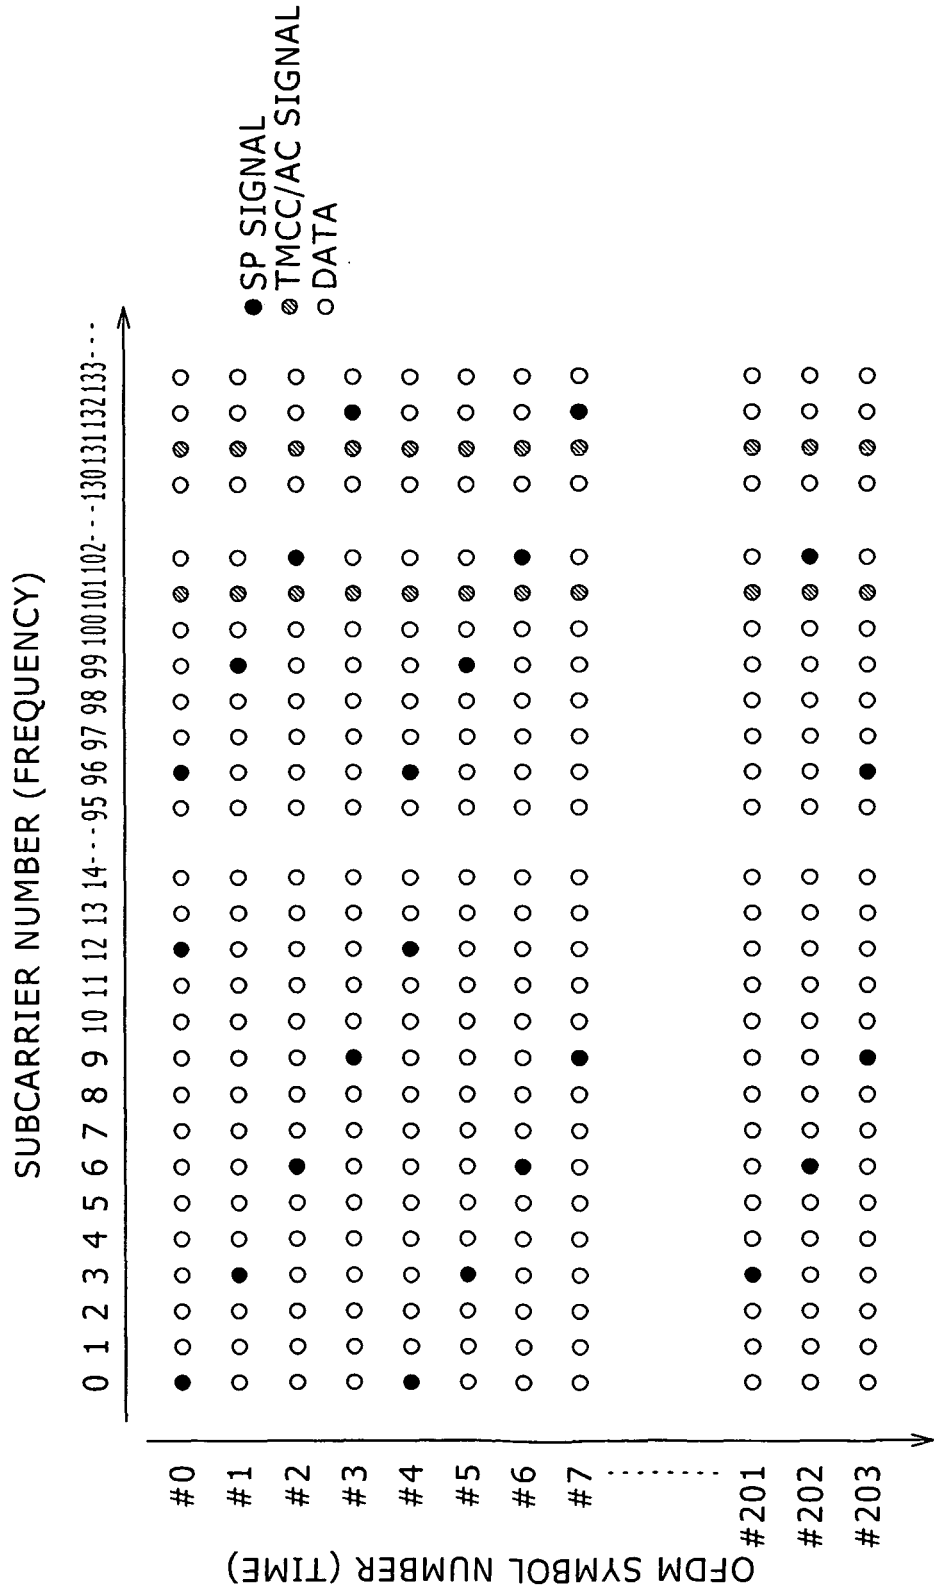 SUBCARRIER NUMBER (FREQUENCY)
0 1 2 3 4 5 6 7 8 9 10 11 12 13 14 --- 95 96 97 98 99 100 101 102 --- 130 131 132 133 ---
SP SIGNAL
TMCC/AC SIGNAL
DATA
OFDM SYMBOL NUMBER (TIME)
#0
#1
#2
#3
#4
#5
#6
#7
#201
#202
#203